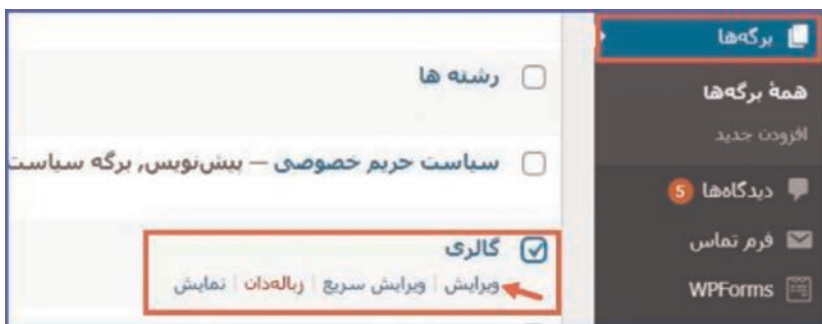 برگه‌ها
همهٔ برگه‌ها
افزودن جدید
دیدگاه‌ها 5
فرم تماس
WPForms
رشته ها
سیاست حریم خصوصی — پیش‌نویس, برگه سیاست
گالری
ویرایش | ویرایش سریع | زباله‌دان | نمایش